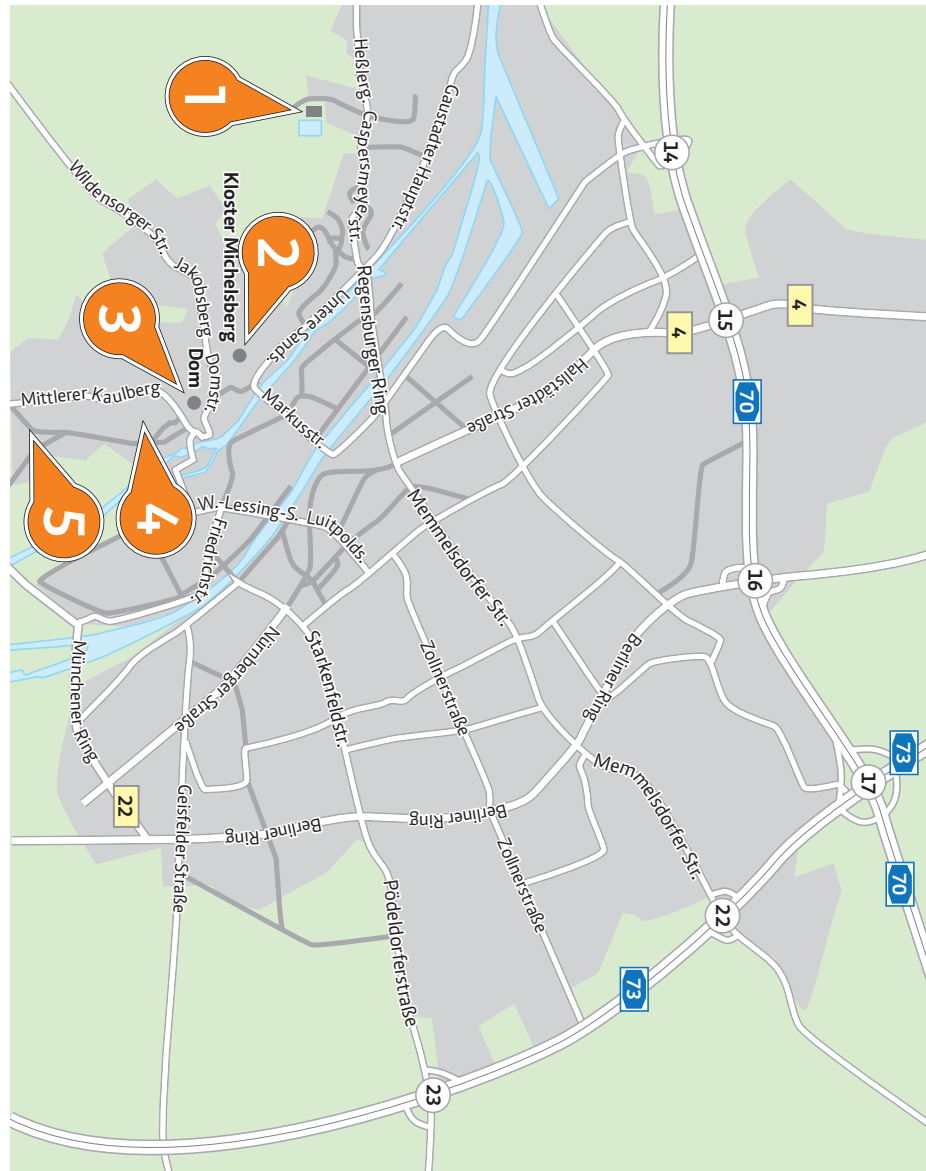 1
2
3
4
5
Kloster Michelsberg
Dom
Heßlerg.
Caspersmeyerstr.
Gaustadter Hauptstr.
Wildensorger Str.
Jakobsberg
Domstr.
Mittlerer Kaulberg
Untere Sands.
Regensburger Ring
Markusstr.
Hallstädter Straße
W.-Lessing-S.
Luitpolds.
Friedrichstr.
Memmelsdorfer Str.
Münchener Ring
Nürnberger Straße
Starkenfeldstr.
Zollnerstraße
Berliner Ring
Memmelsdorfer Str.
Geisfelder Straße
Berliner Ring
Berliner Ring
Zollnerstraße
Pödeldorferstraße
14
15
16
17
22
23
4
4
22
70
70
73
73